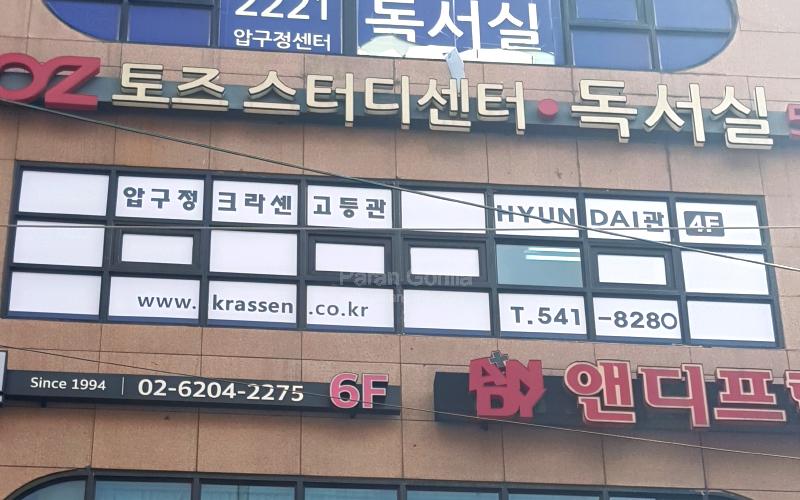 2221
압구정센터
독서실
OZ 토즈 스터디센터·독서실
압구정 크라센 고등관 HYUNDAI관 4F
www.krassen.co.kr T.541-8280
Paran Gorilla
Since 1994 | 02-6204-2275 6F
AND+DY 앤디프